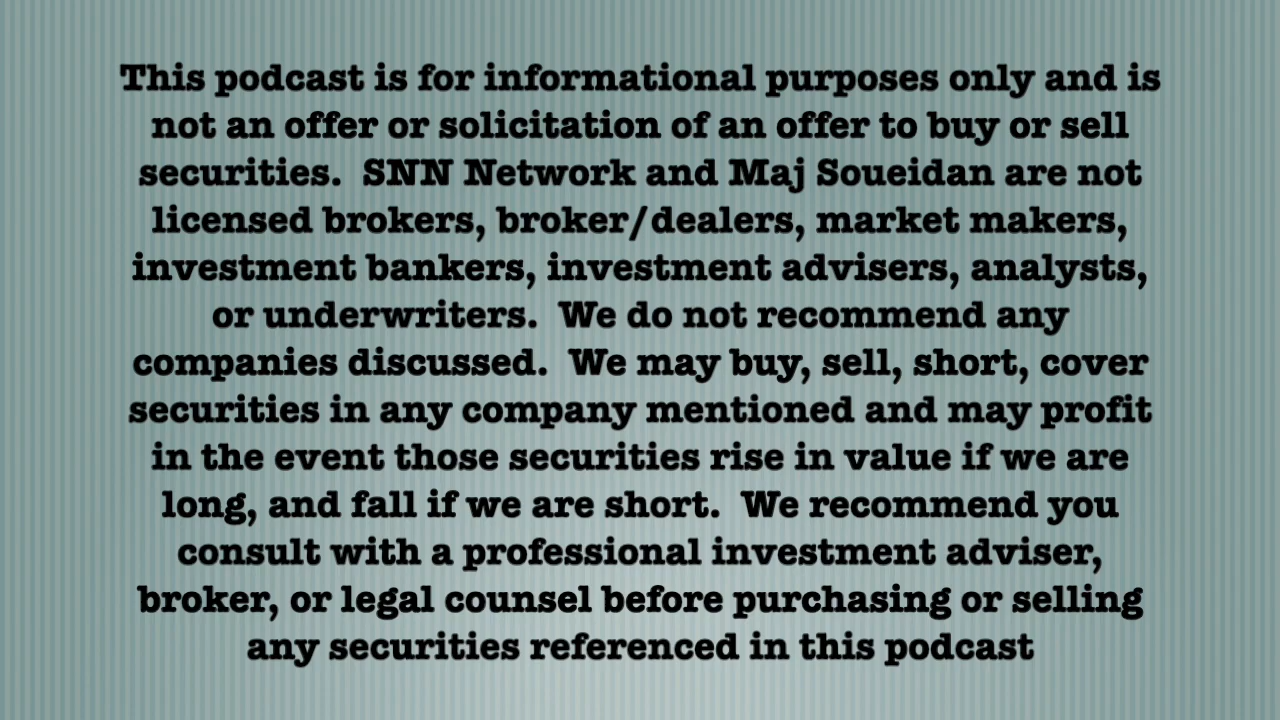 This podcast is for informational purposes only and is
not an offer or solicitation of an offer to buy or sell
securities.  SNN Network and Maj Soueidan are not
licensed brokers, broker/dealers, market makers,
investment bankers, investment advisers, analysts,
or underwriters.  We do not recommend any
companies discussed.  We may buy, sell, short, cover
securities in any company mentioned and may profit
in the event those securities rise in value if we are
long, and fall if we are short.  We recommend you
consult with a professional investment adviser,
broker, or legal counsel before purchasing or selling
any securities referenced in this podcast